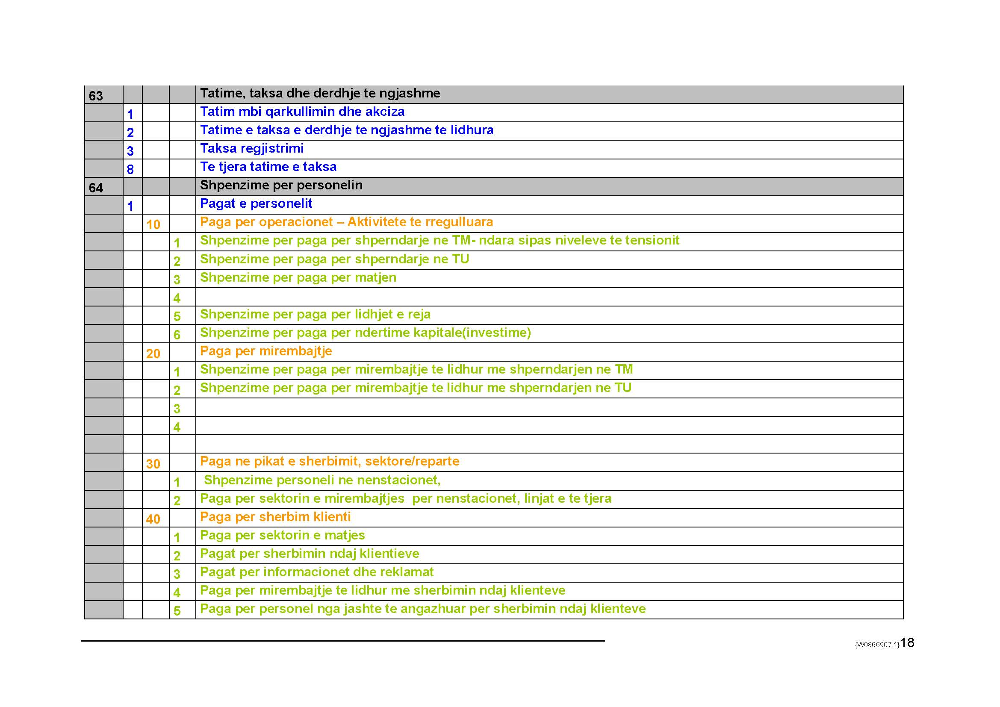 63 Tatime, taksa dhe derdhje te ngjashme
1 Tatim mbi qarkullimin dhe akciza
2 Tatime e taksa e derdhje te ngjashme te lidhura
3 Taksa regjistrimi
8 Te tjera tatime e taksa
64 Shpenzime per personelin
1 Pagat e personelit
10 Paga per operacionet – Aktivitete te rregulluara
1 Shpenzime per paga per shperndarje ne TM- ndara sipas niveleve te tensionit
2 Shpenzime per paga per shperndarje ne TU
3 Shpenzime per paga per matjen
4
5 Shpenzime per paga per lidhjet e reja
6 Shpenzime per paga per ndertime kapitale(investime)
20 Paga per mirembajtje
1 Shpenzime per paga per mirembajtje te lidhur me shperndarjen ne TM
2 Shpenzime per paga per mirembajtje te lidhur me shperndarjen ne TU
3
4
30 Paga ne pikat e sherbimit, sektore/reparte
1 Shpenzime personeli ne nenstacionet,
2 Paga per sektorin e mirembajtjes per nenstacionet, linjat e te tjera
40 Paga per sherbim klienti
1 Paga per sektorin e matjes
2 Pagat per sherbimin ndaj klientieve
3 Pagat per informacionet dhe reklamat
4 Paga per mirembajtje te lidhur me sherbimin ndaj klienteve
5 Paga per personel nga jashte te angazhuar per sherbimin ndaj klienteve
{W0866907.1}18